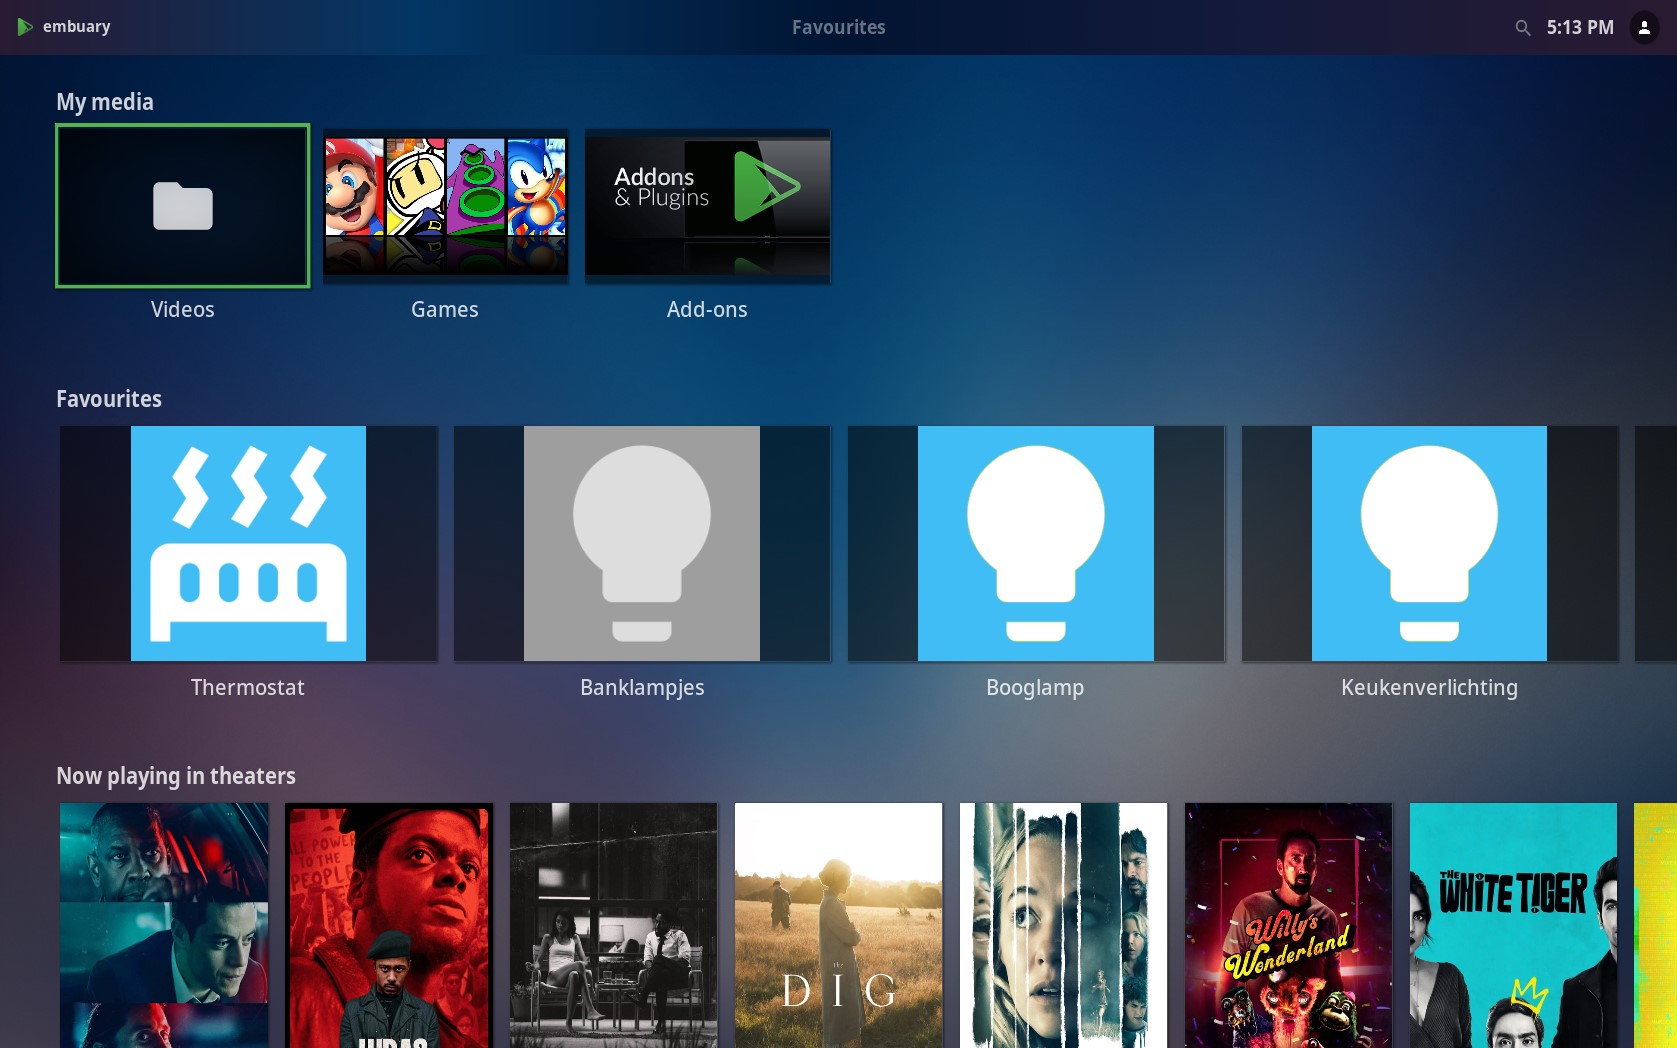 embuary
Favourites
5:13 PM
My media
Addons
& Plugins
Videos
Games
Add-ons
Favourites
Thermostat
Banklampjes
Booglamp
Keukenverlichting
Now playing in theaters
ALL POWER
TO THE
PEOPLE
JUDAS
THE
DIG
Willy's
Wonderland
THE
WHITE TIGER